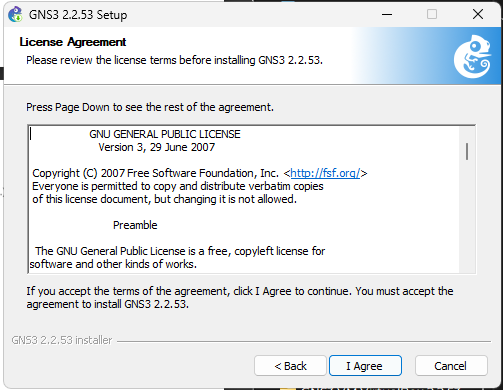 GNS3 2.2.53 Setup
License Agreement
Please review the license terms before installing GNS3 2.2.53.
Press Page Down to see the rest of the agreement.
GNU GENERAL PUBLIC LICENSE
Version 3, 29 June 2007
Copyright (C) 2007 Free Software Foundation, Inc. <http://fsf.org/>
Everyone is permitted to copy and distribute verbatim copies
of this license document, but changing it is not allowed.
Preamble
The GNU General Public License is a free, copyleft license for
software and other kinds of works.
If you accept the terms of the agreement, click I Agree to continue. You must accept the
agreement to install GNS3 2.2.53.
GNS3 2.2.53 installer
< Back
I Agree
Cancel